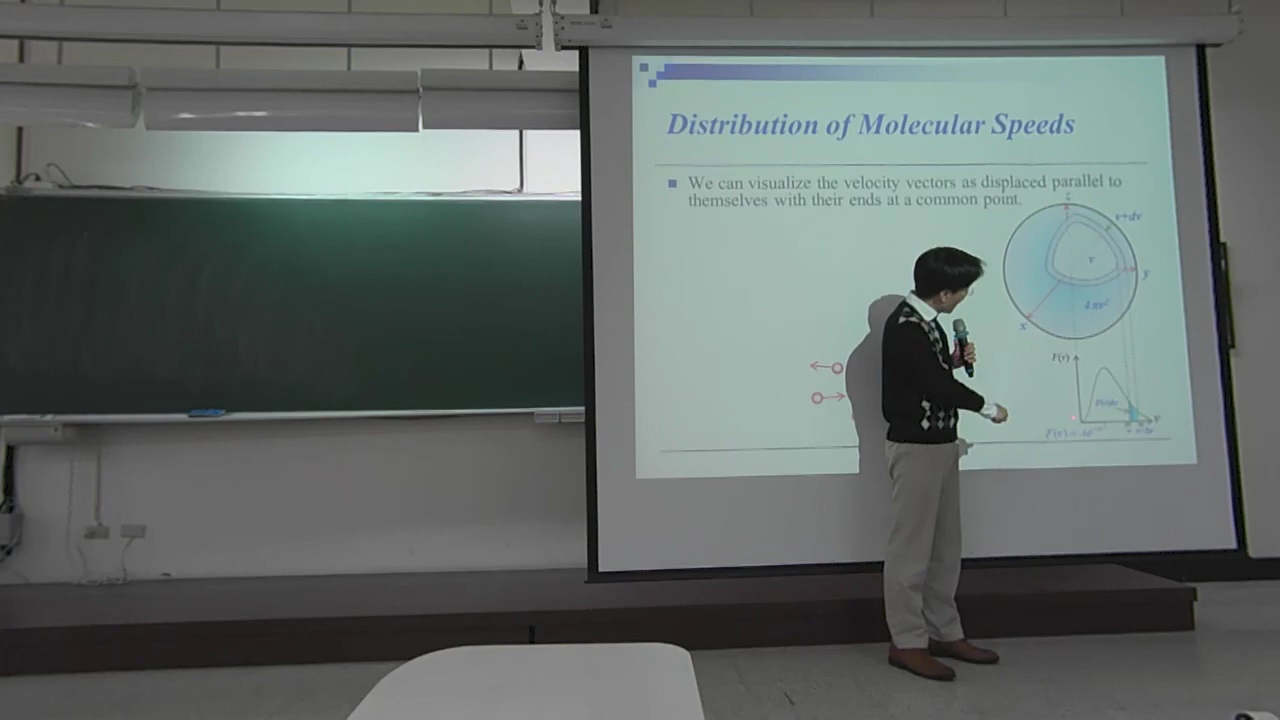 Distribution of Molecular Speeds
We can visualize the velocity vectors as displaced parallel to
themselves with their ends at a common point.
z
v+dv
v
y
4πv²
x
F(v)
F(v)dv
v